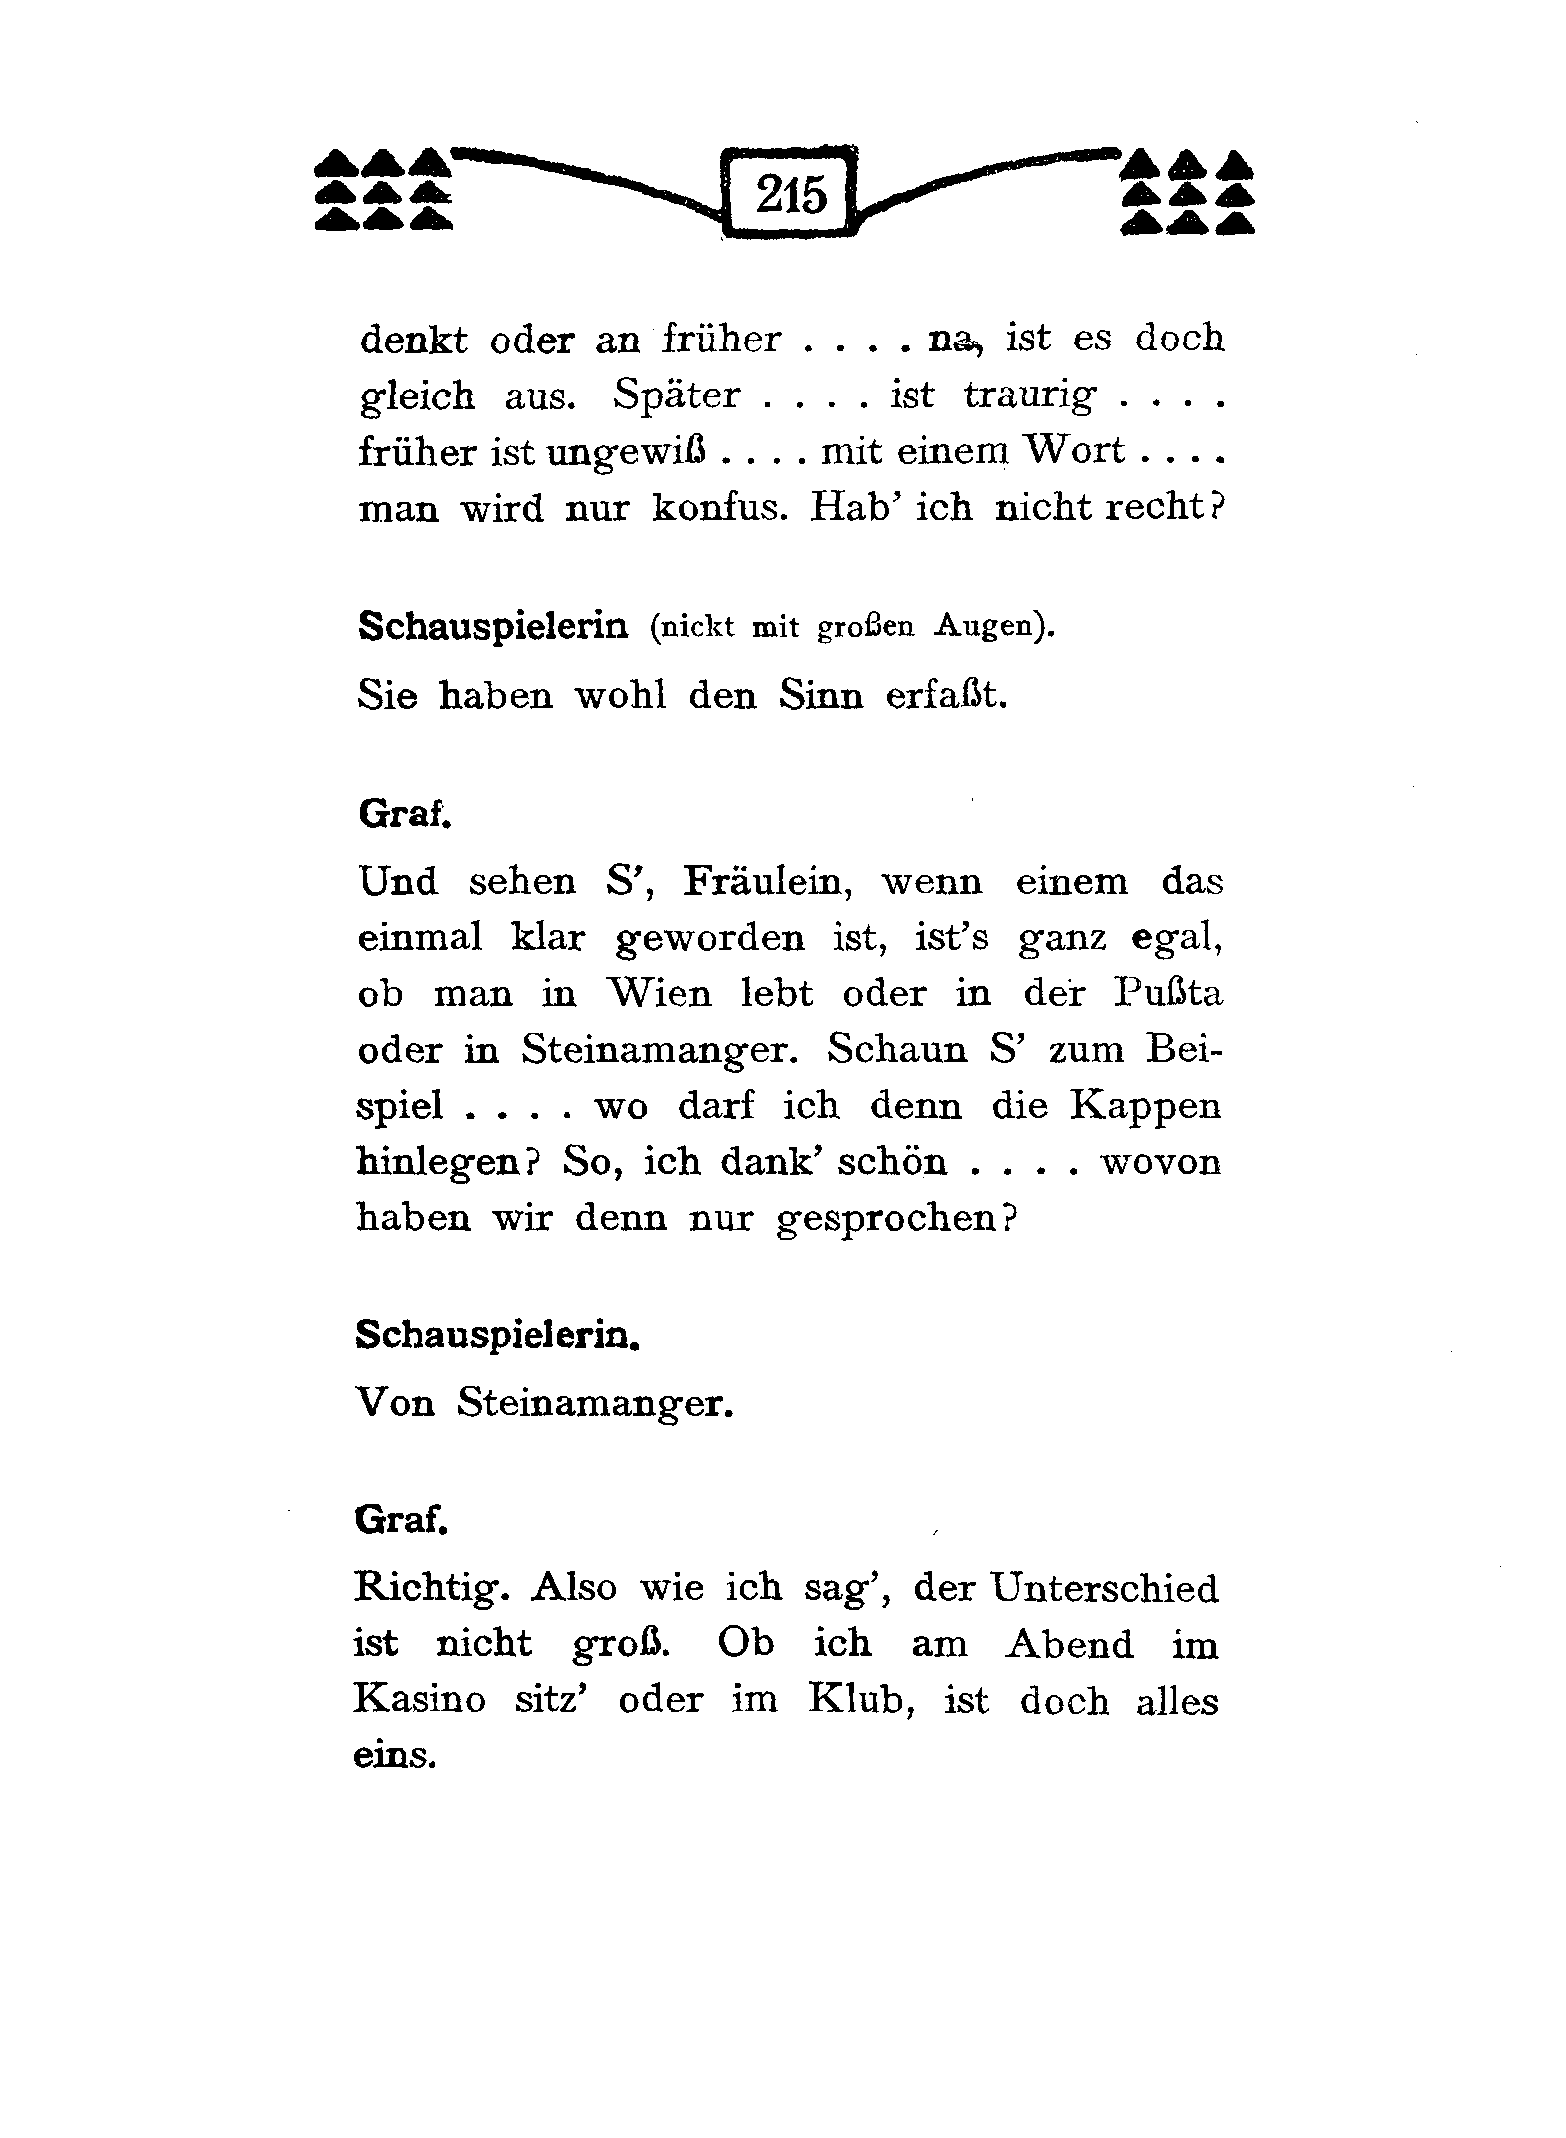 215
denkt oder an früher . . . . na, ist es doch
gleich aus. Später . . . . ist traurig . . . .
früher ist ungewiß . . . . mit einem Wort . . . .
man wird nur konfus. Hab’ ich nicht recht?
Schauspielerin (nickt mit großen Augen).
Sie haben wohl den Sinn erfaßt.
Graf.
Und sehen S’, Fräulein, wenn einem das
einmal klar geworden ist, ist’s ganz egal,
ob man in Wien lebt oder in der Pußta
oder in Steinamanger. Schaun S’ zum Bei-
spiel . . . . wo darf ich denn die Kappen
hinlegen? So, ich dank’ schön . . . . wovon
haben wir denn nur gesprochen?
Schauspielerin.
Von Steinamanger.
Graf.
Richtig. Also wie ich sag’, der Unterschied
ist nicht groß. Ob ich am Abend im
Kasino sitz’ oder im Klub, ist doch alles
eins.